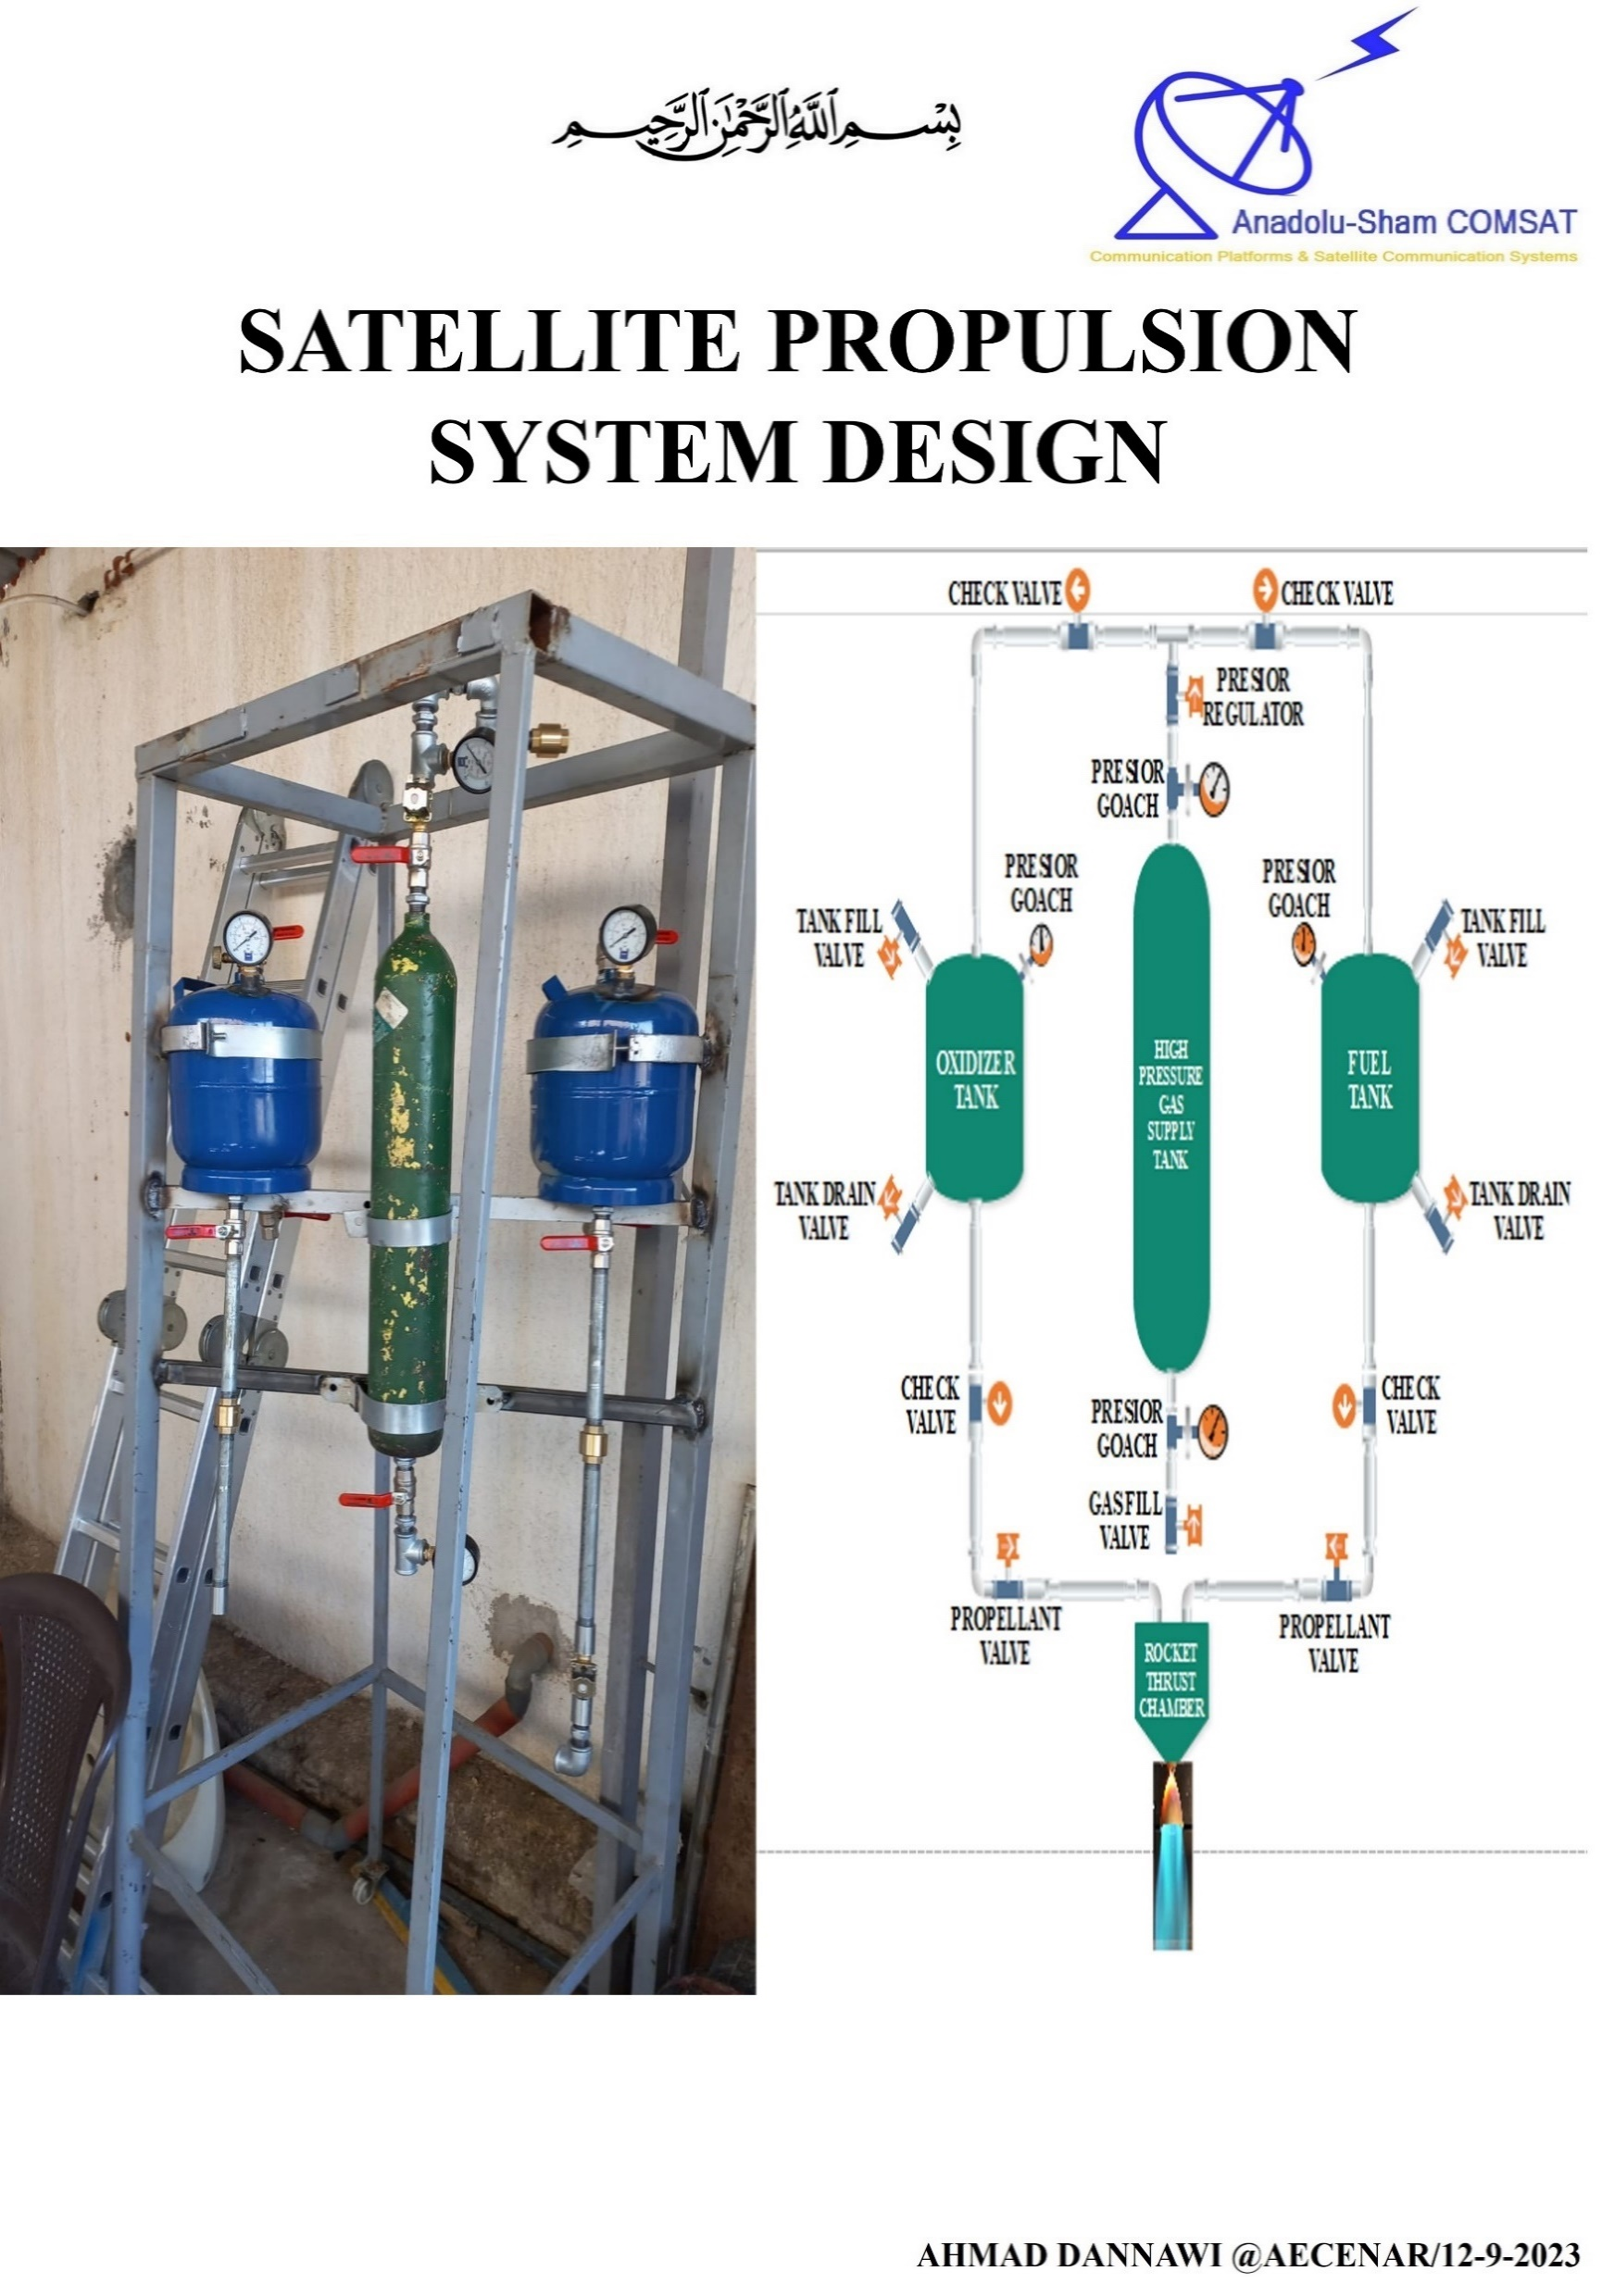 بِسْمِ ٱللَّهِ ٱلرَّحْمَٰنِ ٱلرَّحِيمِ
Anadolu-Sham COMSAT
Communication Platforms & Satellite Communication Systems
SATELLITE PROPULSION
SYSTEM DESIGN
CHECK VALVE
CHECK VALVE
PRESIOR
REGULATOR
PRESIOR
GOACH
PRESIOR
GOACH
PRESIOR
GOACH
TANK FILL
VALVE
TANK FILL
VALVE
OXIDIZER
TANK
HIGH
PRESSURE
GAS
SUPPLY
TANK
FUEL
TANK
TANK DRAIN
VALVE
TANK DRAIN
VALVE
CHECK
VALVE
PRESIOR
GOACH
CHECK
VALVE
GAS FILL
VALVE
PROPELLANT
VALVE
PROPELLANT
VALVE
ROCKET
THRUST
CHAMBER
AHMAD DANNAWI @AECENAR/12-9-2023